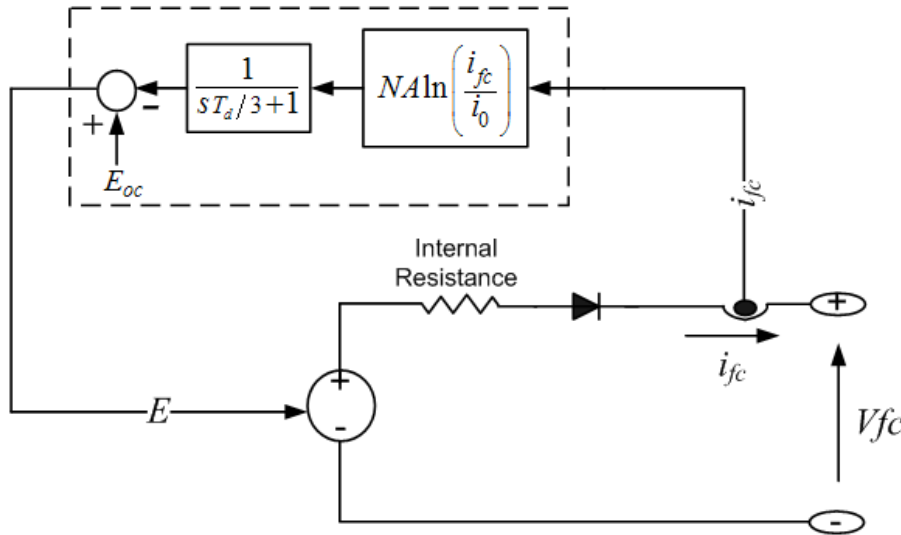 1
sT_d/3+1
NA ln(i_fc/i_0)
+
-
E_oc
i_fc
Internal
Resistance
+
i_fc
+
-
E
Vfc
-